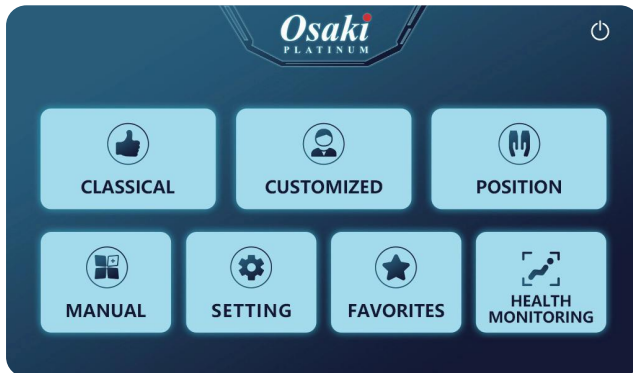 Osaki
PLATINUM
CLASSICAL
CUSTOMIZED
POSITION
MANUAL
SETTING
FAVORITES
HEALTH
MONITORING